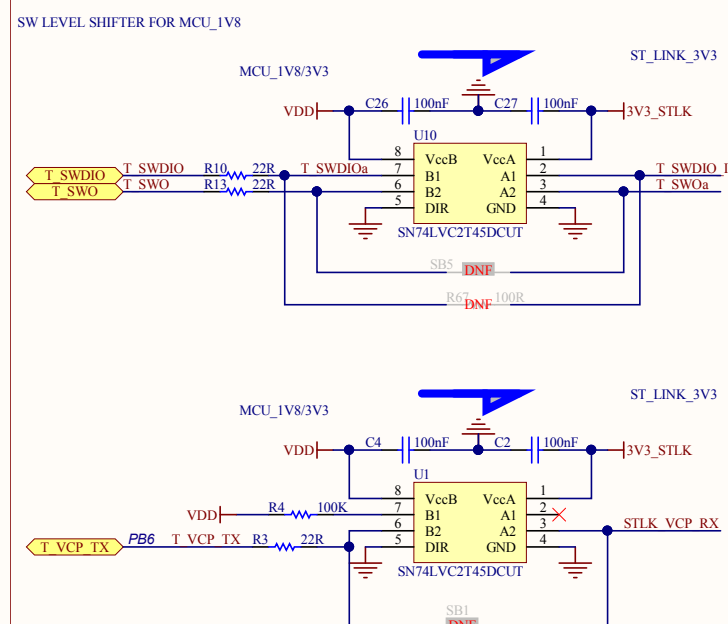 SW LEVEL SHIFTER FOR MCU_1V8
ST_LINK_3V3
MCU_1V8/3V3
C26 100nF C27 100nF
VDD 3V3_STLK
U10
8 VccB VccA 1
T_SWDIO T_SWDIO R10 22R T_SWDIOa 7 B1 A1 2 T_SWDIO_I
T_SWO T_SWO R13 22R 6 B2 A2 3 T_SWOa
5 DIR GND 4
SN74LVC2T45DCUT
SB5 DNF
R67 DNF 100R
ST_LINK_3V3
MCU_1V8/3V3
C4 100nF C2 100nF
VDD 3V3_STLK
U1
8 VccB VccA 1
VDD R4 100K 7 B1 A1 2
6 B2 A2 3 STLK_VCP_RX
T_VCP_TX PB6 T_VCP_TX R3 22R 5 DIR GND 4
SN74LVC2T45DCUT
SB1
DNF